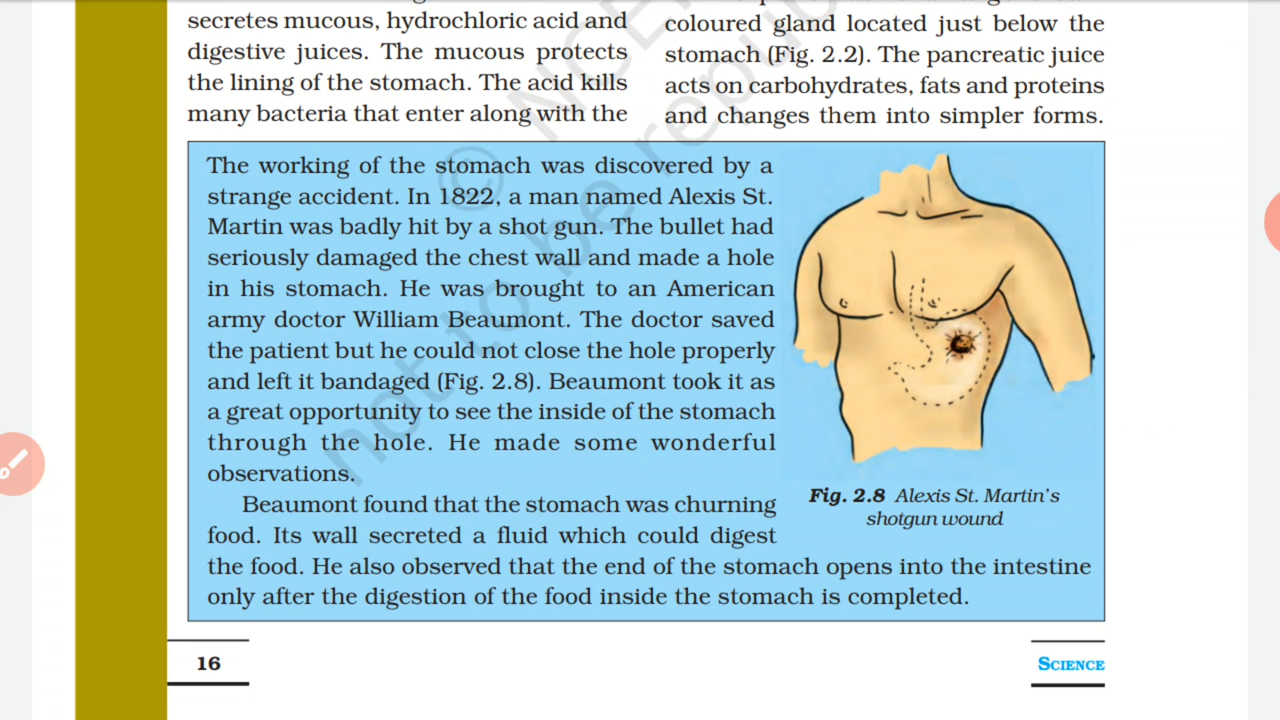 secretes mucous, hydrochloric acid and
digestive juices. The mucous protects
the lining of the stomach. The acid kills
many bacteria that enter along with the
coloured gland located just below the
stomach (Fig. 2.2). The pancreatic juice
acts on carbohydrates, fats and proteins
and changes them into simpler forms.
The working of the stomach was discovered by a
strange accident. In 1822, a man named Alexis St.
Martin was badly hit by a shot gun. The bullet had
seriously damaged the chest wall and made a hole
in his stomach. He was brought to an American
army doctor William Beaumont. The doctor saved
the patient but he could not close the hole properly
and left it bandaged (Fig. 2.8). Beaumont took it as
a great opportunity to see the inside of the stomach
through the hole. He made some wonderful
observations.
Beaumont found that the stomach was churning
food. Its wall secreted a fluid which could digest
the food. He also observed that the end of the stomach opens into the intestine
only after the digestion of the food inside the stomach is completed.
Fig. 2.8 Alexis St. Martin's
shotgun wound
16
SCIENCE
© NCE
not to be republi